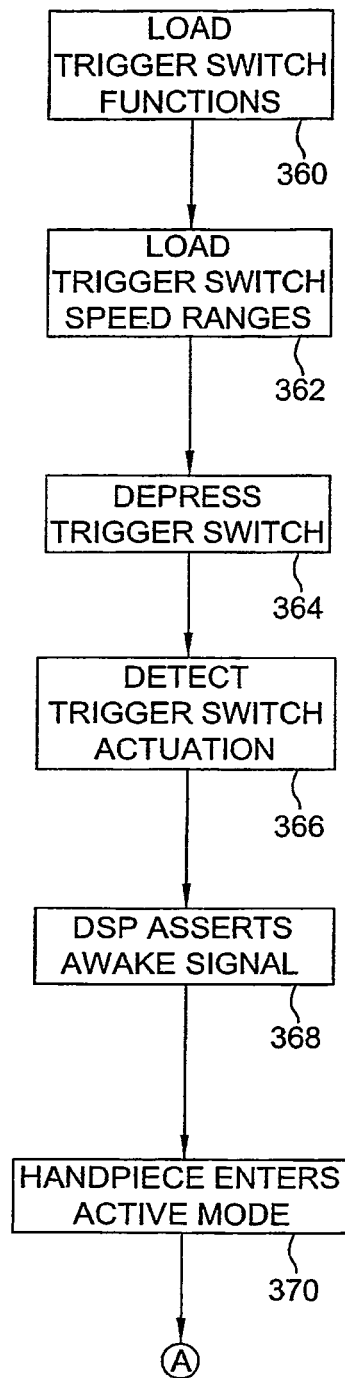 LOAD
TRIGGER SWITCH
FUNCTIONS
360
LOAD
TRIGGER SWITCH
SPEED RANGES
362
DEPRESS
TRIGGER SWITCH
364
DETECT
TRIGGER SWITCH
ACTUATION
366
DSP ASSERTS
AWAKE SIGNAL
368
HANDPIECE ENTERS
ACTIVE MODE
370
A